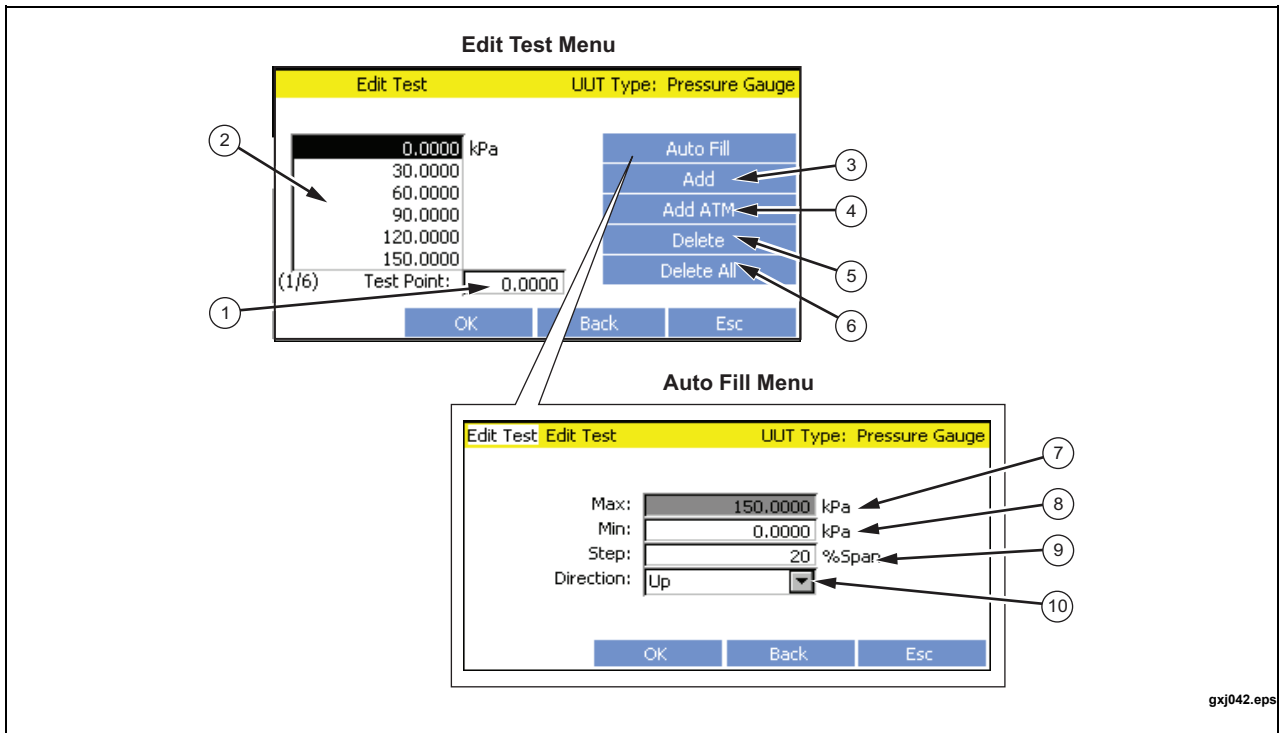 Edit Test Menu
Edit Test UUT Type: Pressure Gauge
0.0000 kPa
30.0000
60.0000
90.0000
120.0000
150.0000
(1/6) Test Point: 0.0000
Auto Fill
Add
Add ATM
Delete
Delete All
OK Back Esc
1
2
3
4
5
6
Auto Fill Menu
Edit Test Edit Test UUT Type: Pressure Gauge
Max: 150.0000 kPa
Min: 0.0000 kPa
Step: 20 %Span
Direction: Up
OK Back Esc
7
8
9
10
gxj042.eps